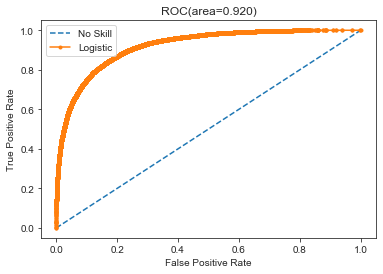 ROC(area=0.920)
No Skill
Logistic
True Positive Rate
1.0
0.8
0.6
0.4
0.2
0.0
0.0 0.2 0.4 0.6 0.8 1.0
False Positive Rate